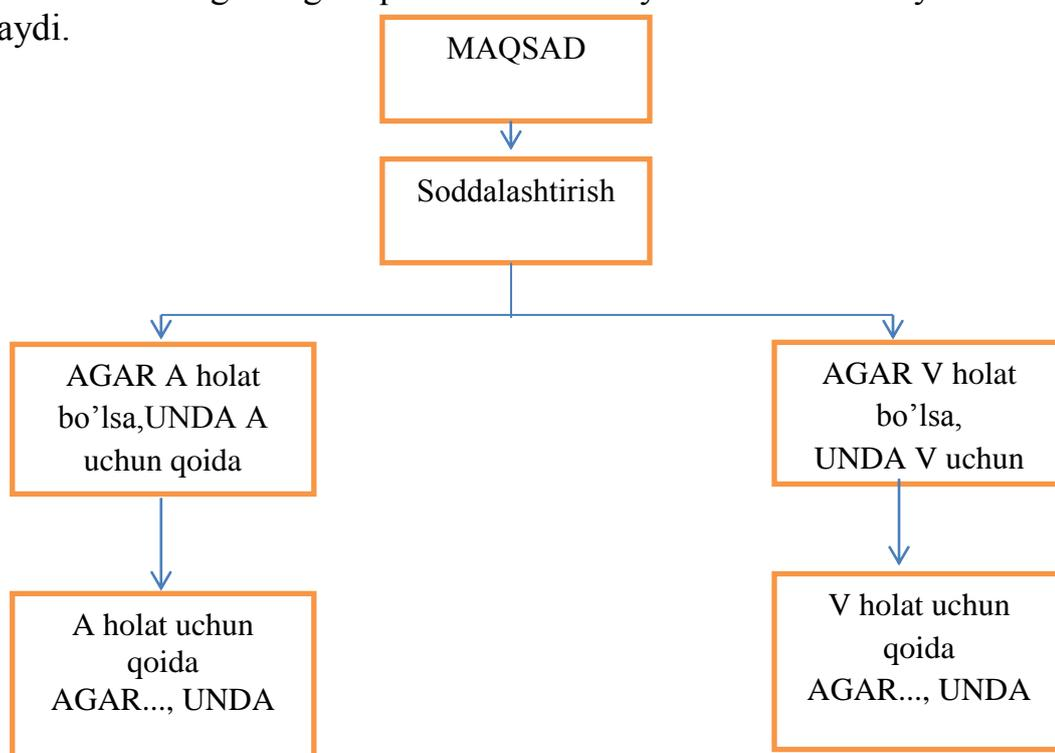 aydi.
MAQSAD
Soddalashtirish
AGAR A holat
bo’lsa,UNDA A
uchun qoida
AGAR V holat
bo’lsa,
UNDA V uchun
A holat uchun
qoida
AGAR..., UNDA
V holat uchun
qoida
AGAR..., UNDA